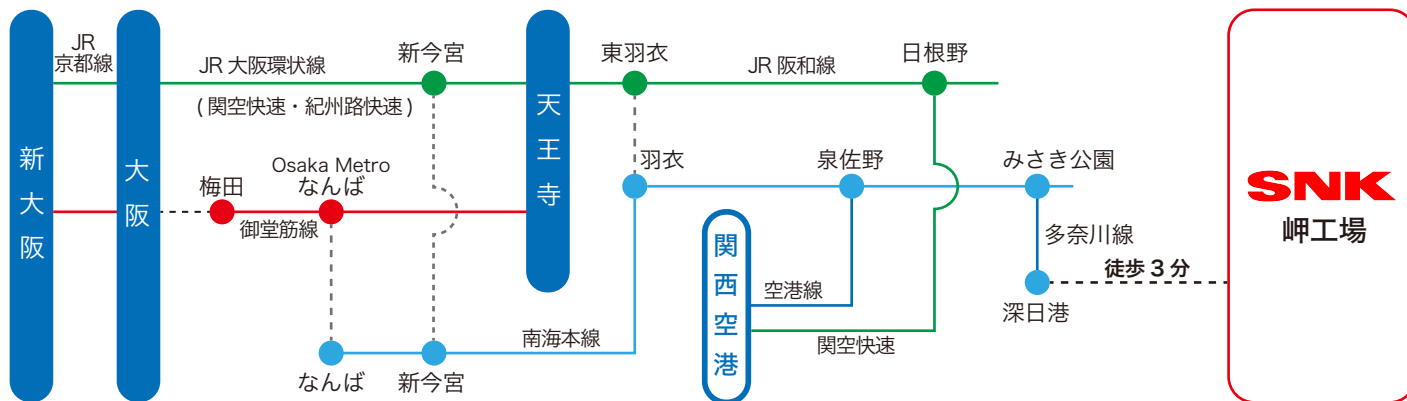 JR
京都線
JR 大阪環状線
( 関空快速・紀州路快速 )
新今宮
東羽衣
JR 阪和線
日根野
新大阪
大阪
天王寺
梅田
Osaka Metro
なんば
御堂筋線
羽衣
泉佐野
みさき公園
関西空港
空港線
関空快速
多奈川線
深日港
徒歩 3 分
SNK
岬工場
南海本線
なんば
新今宮